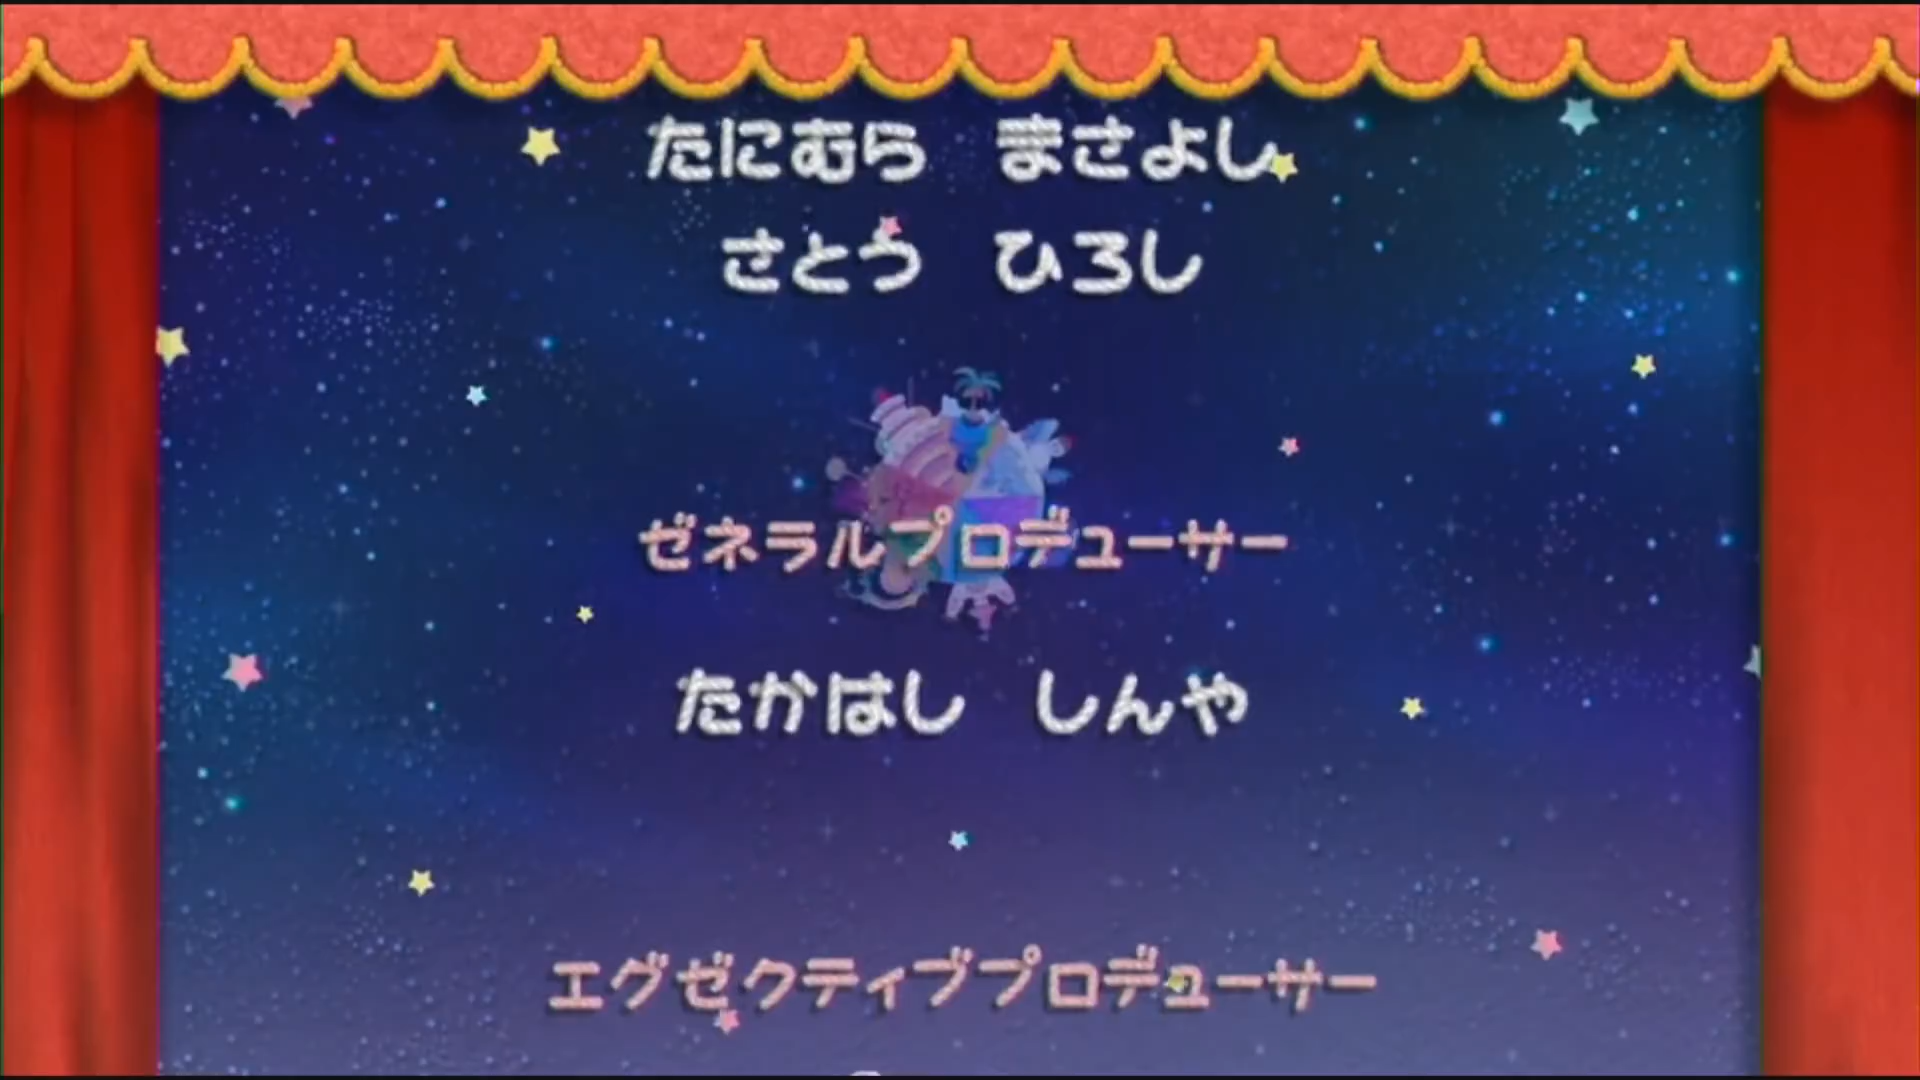 たにむら　まさよし
さとう　ひろし
ゼネラルプロデューサー
たかはし　しんや
エグゼクティブプロデューサー